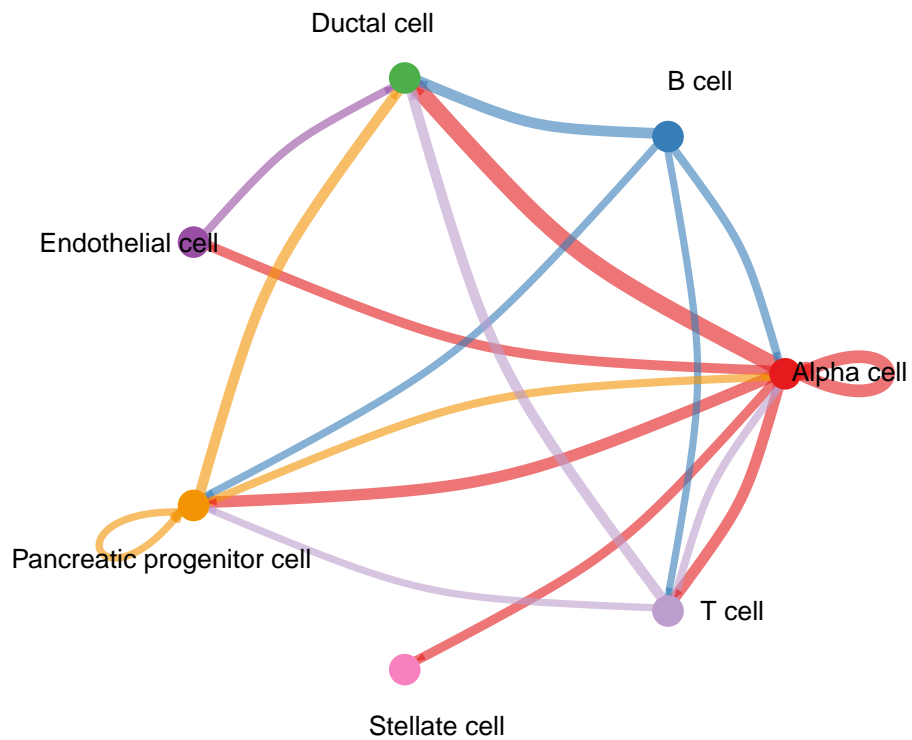 Ductal cell
B cell
Endothelial cell
Alpha cell
Pancreatic progenitor cell
T cell
Stellate cell